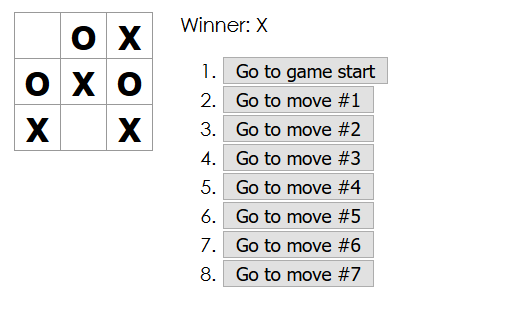 O X
O X O
X X
Winner: X
1. Go to game start
2. Go to move #1
3. Go to move #2
4. Go to move #3
5. Go to move #4
6. Go to move #5
7. Go to move #6
8. Go to move #7